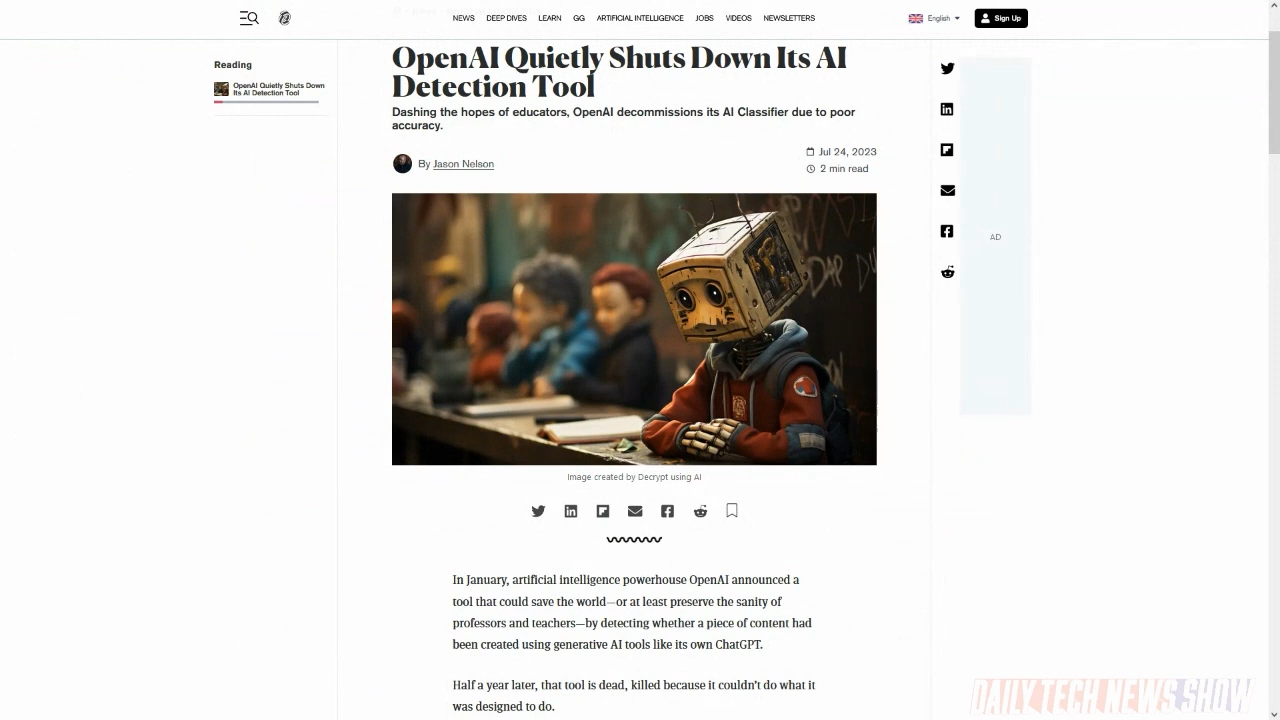 NEWS DEEP DIVES LEARN GG ARTIFICIAL INTELLIGENCE JOBS VIDEOS NEWSLETTERS
English
Sign Up
Reading
OpenAI Quietly Shuts Down
Its AI Detection Tool
OpenAI Quietly Shuts Down Its AI
Detection Tool
Dashing the hopes of educators, OpenAI decommissions its AI Classifier due to poor
accuracy.
By Jason Nelson
Jul 24, 2023
2 min read
AD
Image created by Decrypt using AI
In January, artificial intelligence powerhouse OpenAI announced a
tool that could save the world—or at least preserve the sanity of
professors and teachers—by detecting whether a piece of content had
been created using generative AI tools like its own ChatGPT.
Half a year later, that tool is dead, killed because it couldn't do what it
was designed to do.
DAILY TECH NEWS SHOW